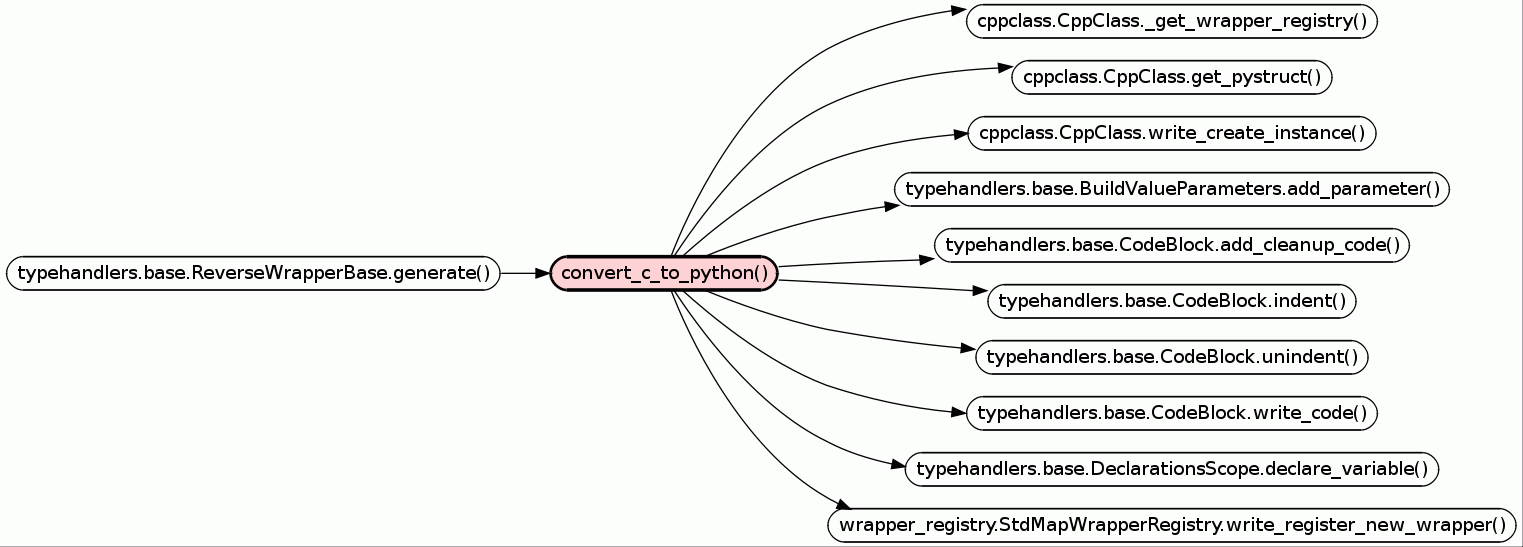 cppclass.CppClass._get_wrapper_registry()
cppclass.CppClass.get_pystruct()
cppclass.CppClass.write_create_instance()
typehandlers.base.BuildValueParameters.add_parameter()
typehandlers.base.CodeBlock.add_cleanup_code()
typehandlers.base.ReverseWrapperBase.generate()
convert_c_to_python()
typehandlers.base.CodeBlock.indent()
typehandlers.base.CodeBlock.unindent()
typehandlers.base.CodeBlock.write_code()
typehandlers.base.DeclarationsScope.declare_variable()
wrapper_registry.StdMapWrapperRegistry.write_register_new_wrapper()